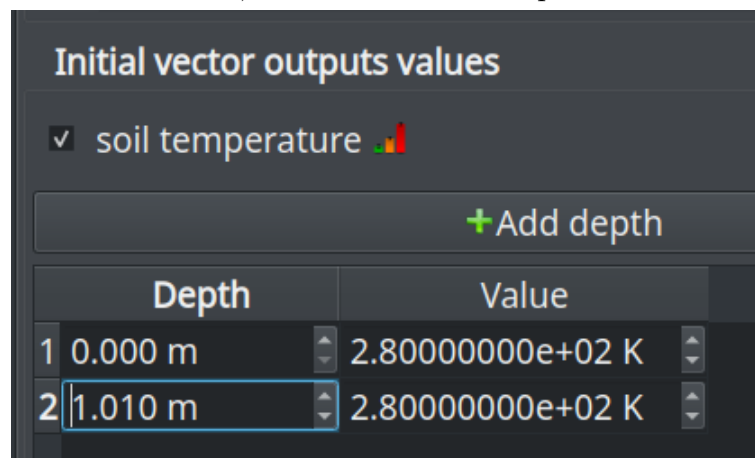 Initial vector outputs values
soil temperature
Add depth
Depth Value
1 0.000 m 2.80000000e+02 K
2 1.010 m 2.80000000e+02 K